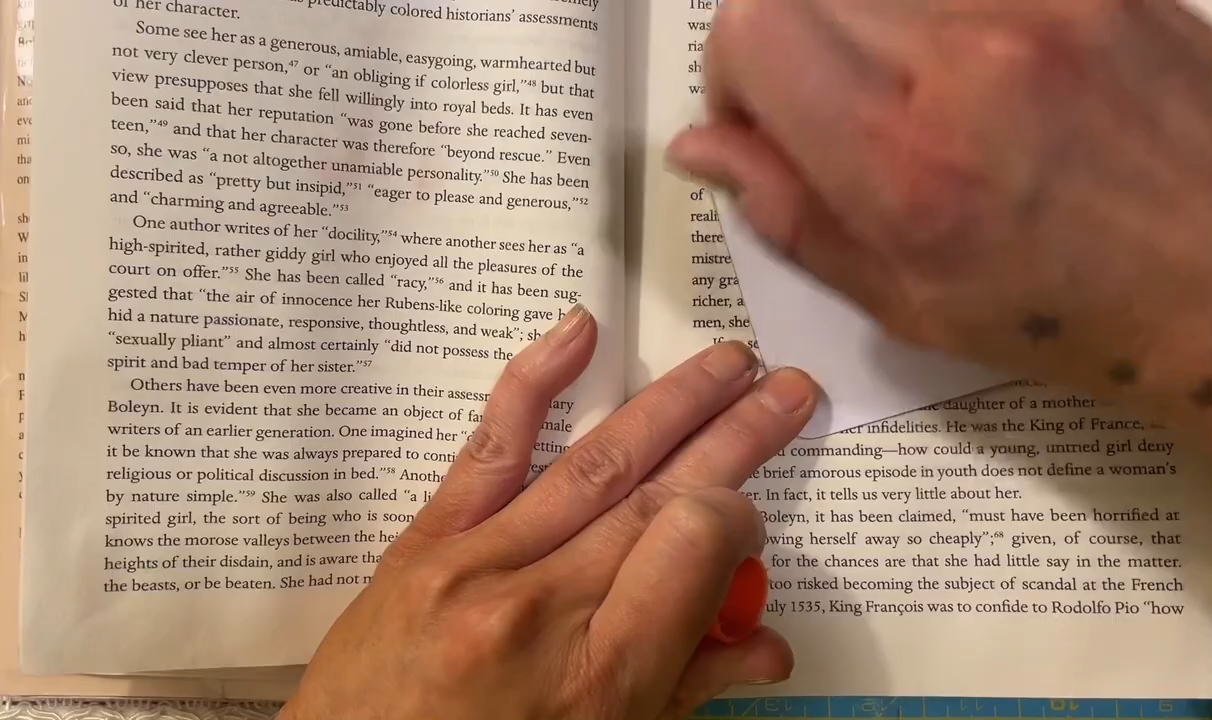 of her character.
predictably colored historians' assessments
Some see her as a generous, amiable, easygoing, warmhearted but
not very clever person,⁴⁷ or “an obliging if colorless girl,”⁴⁸ but that
view presupposes that she fell willingly into royal beds. It has even
been said that her reputation “was gone before she reached seven-
teen,”⁴⁹ and that her character was therefore “beyond rescue.” Even
so, she was “a not altogether unamiable personality.”⁵⁰ She has been
described as “pretty but insipid,”⁵¹ “eager to please and generous,”⁵²
and “charming and agreeable.”⁵³
One author writes of her “docility,”⁵⁴ where another sees her as “a
high-spirited, rather giddy girl who enjoyed all the pleasures of the
court on offer.”⁵⁵ She has been called “racy,”⁵⁶ and it has been sug-
gested that “the air of innocence her Rubens-like coloring gave
hid a nature passionate, responsive, thoughtless, and weak”;
“sexually pliant” and almost certainly “did not possess the
spirit and bad temper of her sister.”⁵⁷
Others have been even more creative in their
Boleyn. It is evident that she became an object of
writers of an earlier generation. One imagined her
it be known that she was always prepared to
religious or political discussion in bed.”⁵⁸
by nature simple.”⁵⁹ She was also called “a
spirited girl, the sort of being who is soon
knows the morose valleys between the
heights of their disdain, and is aware
the beasts, or be beaten. She had not
The
was
of
there
any
richer,
men, she
daughter of a mother
infidelities. He was the King of France,
commanding—how could a young, untried girl deny
brief amorous episode in youth does not define a woman's
In fact, it tells us very little about her.
Boleyn, it has been claimed, “must have been horrified at
herself away so cheaply”;⁶⁸ given, of course, that
for the chances are that she had little say in the matter.
too risked becoming the subject of scandal at the French
1535, King François was to confide to Rodolfo Pio “how